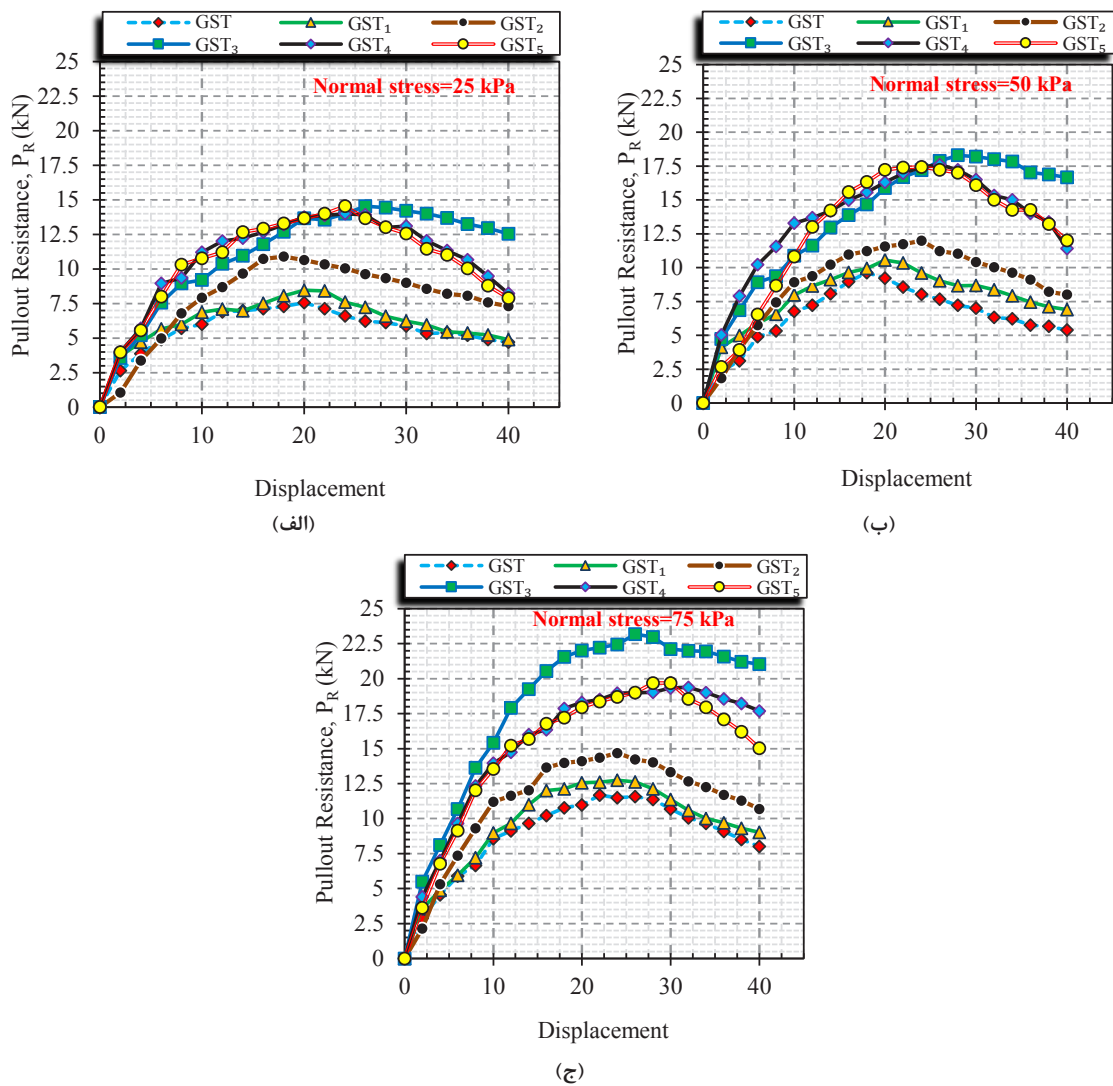 GST GST₁ GST₂
GST₃ GST₄ GST₅
Normal stress=25 kPa
Pullout Resistance, P_R (kN)
25
22.5
20
17.5
15
12.5
10
7.5
5
2.5
0
0 10 20 30 40
Displacement
(الف)
GST GST₁ GST₂
GST₃ GST₄ GST₅
Normal stress=50 kPa
Pullout Resistance, P_R (kN)
25
22.5
20
17.5
15
12.5
10
7.5
5
2.5
0
0 10 20 30 40
Displacement
(ب)
GST GST₁ GST₂
GST₃ GST₄ GST₅
Normal stress=75 kPa
Pullout Resistance, P_R (kN)
25
22.5
20
17.5
15
12.5
10
7.5
5
2.5
0
0 10 20 30 40
Displacement
(ج)